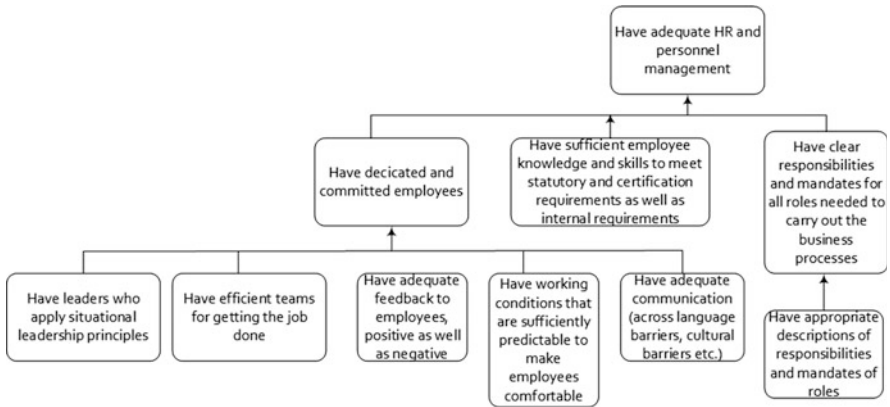 Have adequate HR and
personnel
management
Have decicated and
committed employees
Have sufficient employee
knowledge and skills to meet
statutory and certification
requirements as well as
internal requirements
Have clear
responsibilities
and mandates for
all roles needed to
carry out the
business
processes
Have leaders who
apply situational
leadership principles
Have efficient teams
for getting the job
done
Have adequate
feedback to
employees,
positive as well
as negative
Have working
conditions that
are sufficiently
predictable to
make
employees
comfortable
Have adequate
communication
(across language
barriers, cultural
barriers etc.)
Have appropriate
descriptions of
responsibilities
and mandates of
roles